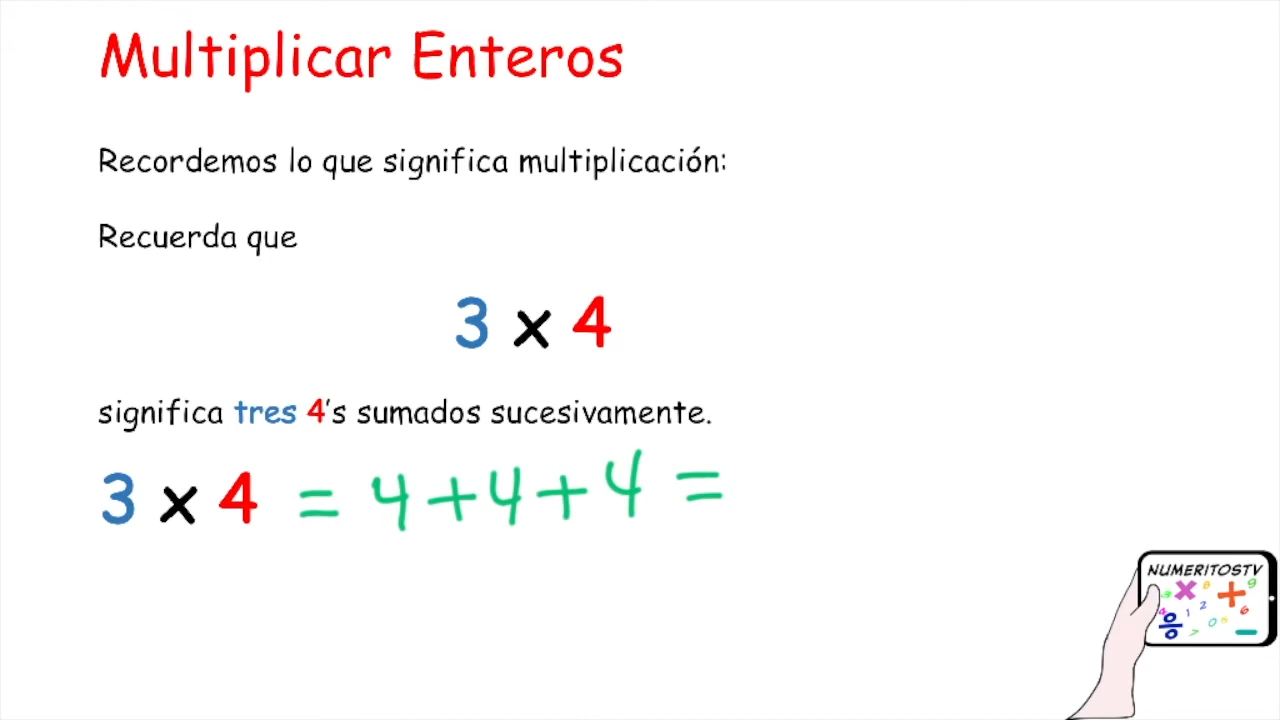 Multiplicar Enteros
Recordemos lo que significa multiplicación:
Recuerda que
3 x 4
significa tres 4's sumados sucesivamente.
3 x 4 = 4 + 4 + 4 =
NUMERITOSTV